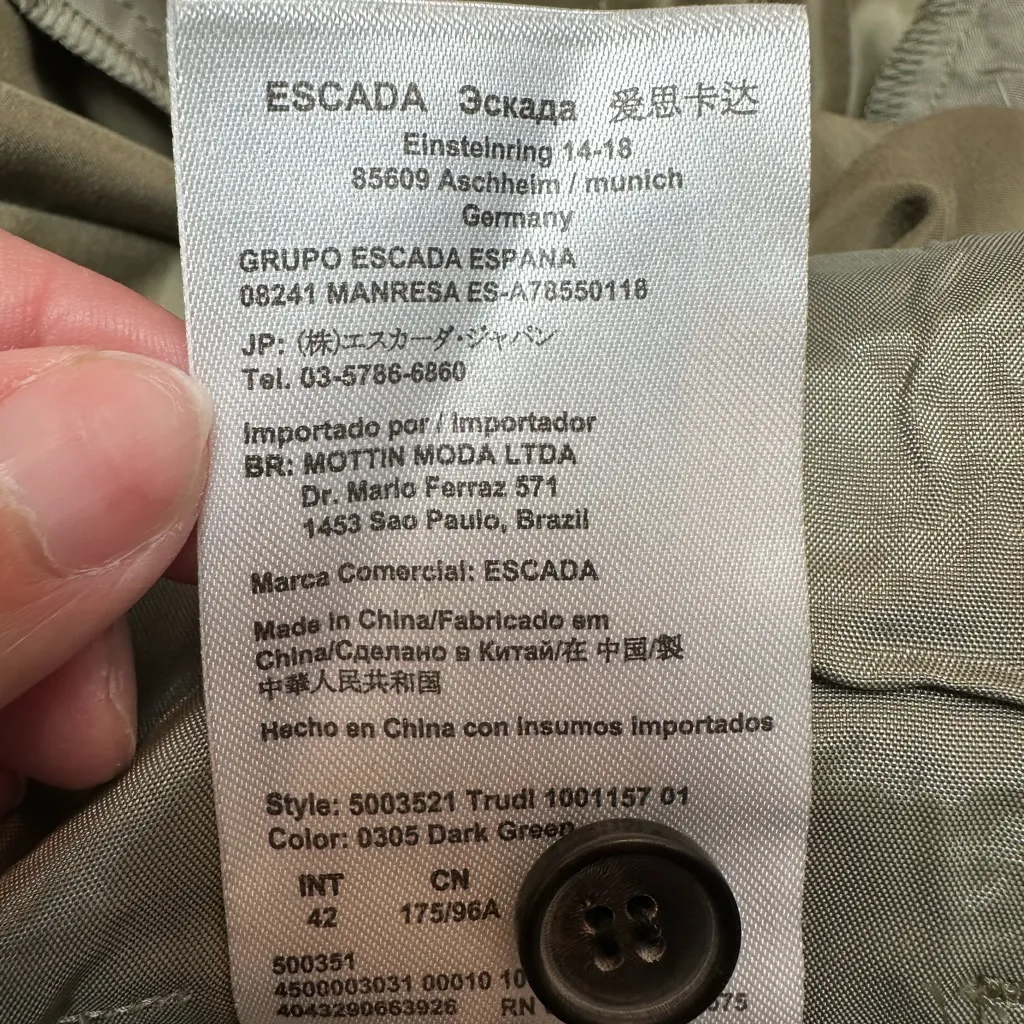 ESCADA Эскада 爱思卡达
Einsteinring 14-18
85609 Aschheim / munich
Germany
GRUPO ESCADA ESPANA
08241 MANRESA ES-A78550118
JP: (株)エスカーダ・ジャパン
Tel. 03-5786-6860
Importado por / Importador
BR: MOTTIN MODA LTDA
Dr. Mario Ferraz 571
1453 Sao Paulo, Brazil
Marca Comercial: ESCADA
Made in China/Fabricado em
China/Сделано в Китай/在 中国/製
中華人民共和国
Hecho en China con insumos importados
Style: 5003521 Trudi 1001157 01
Color: 0305 Dark Green
INT CN
42 175/96A
500351
4500003031 00010 10
4043290663926 RN